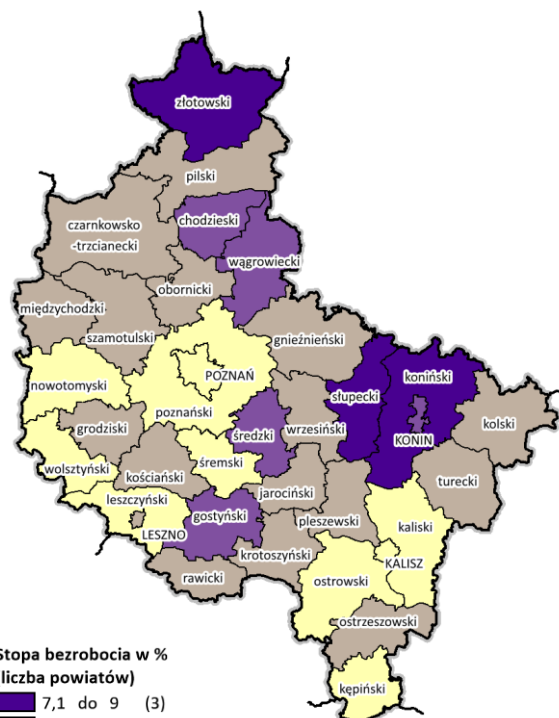 złotowski
pilski
chodzieski
czarnkowsko
-trzcianecki
wągrowiecki
obornicki
międzychodzki
szamotulski
gnieźnieński
POZNAŃ
koniński
nowotomyski
słupecki
poznański
średzki
wrzesiński
KONIN
kolski
grodziski
wolsztyński
śremski
kościański
turecki
leszczyński
jarociński
gostyński
pleszewski
kaliski
LESZNO
krotoszyński
KALISZ
rawicki
ostrowski
ostrzeszowski
kępiński
Stopa bezrobocia w %
liczba powiatów)
7,1 do 9 (3)